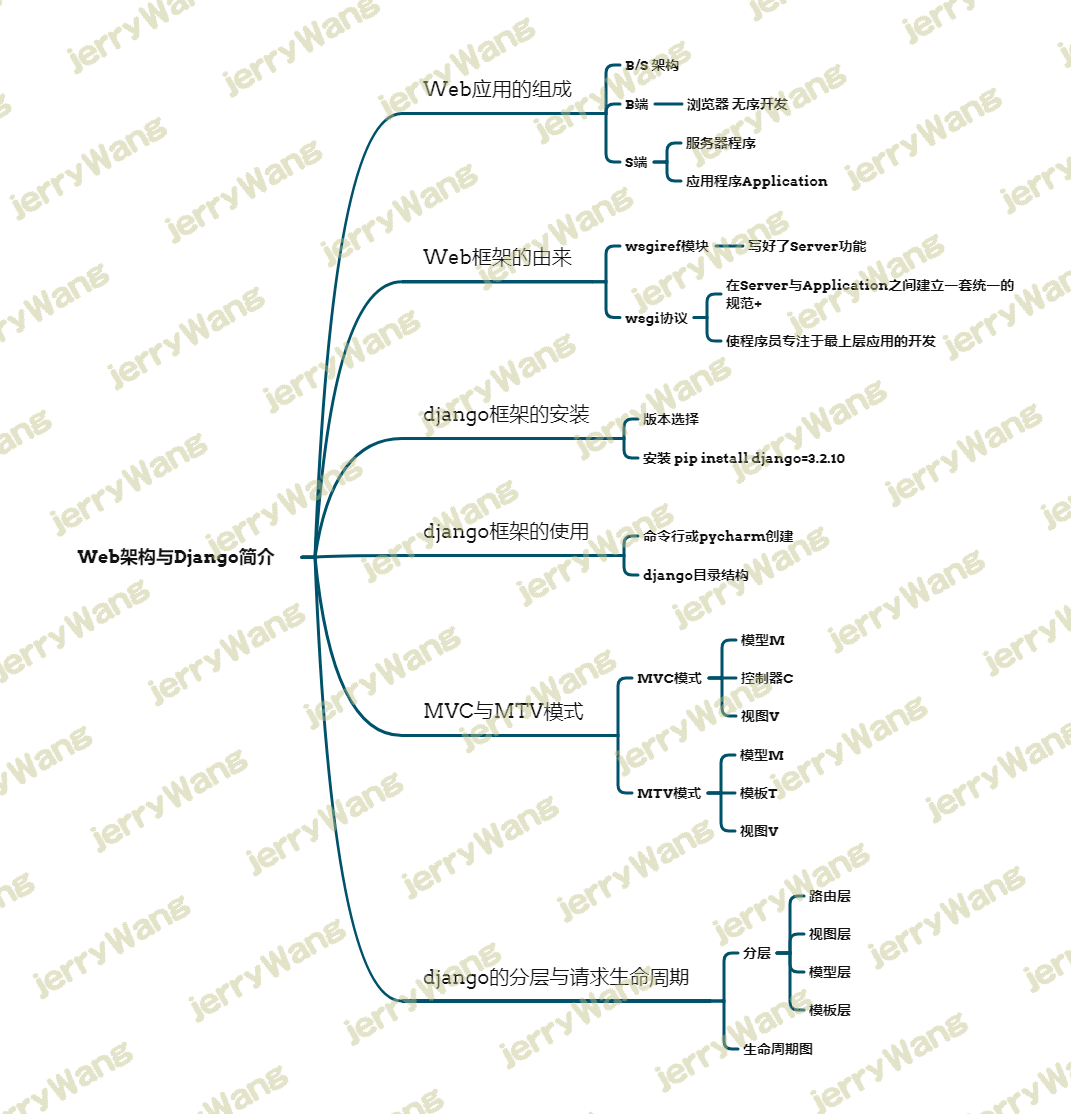 Web架构与Django简介
Web应用的组成
B/S 架构
B端
浏览器 无序开发
S端
服务器程序
应用程序Application
Web框架的由来
wsgiref模块
写好了Server功能
wsgi协议
在Server与Application之间建立一套统一的
规范+
使程序员专注于最上层应用的开发
django框架的安装
版本选择
安装 pip install django=3.2.10
django框架的使用
命令行或pycharm创建
django目录结构
MVC与MTV模式
MVC模式
模型M
控制器C
视图V
MTV模式
模型M
模板T
视图V
django的分层与请求生命周期
分层
路由层
视图层
模型层
模板层
生命周期图
jerryWang